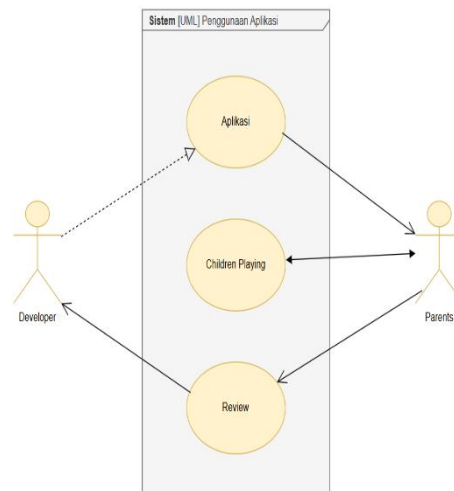 Sistem [UML] Penggunaan Aplikasi
Aplikasi
Children Playing
Developer
Parents
Review